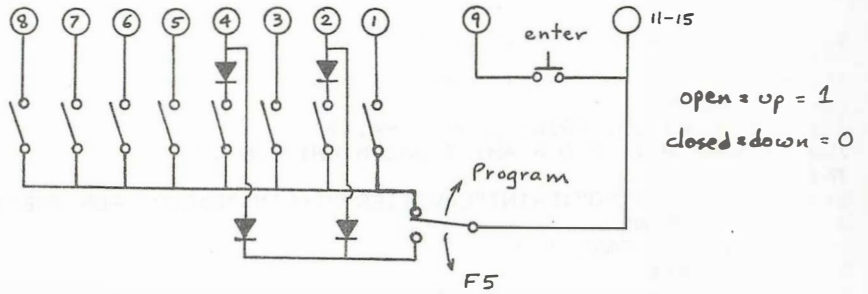 8 7 6 5 4 3 2 1 9 11-15
enter
open = up = 1
closed = down = 0
Program
F5